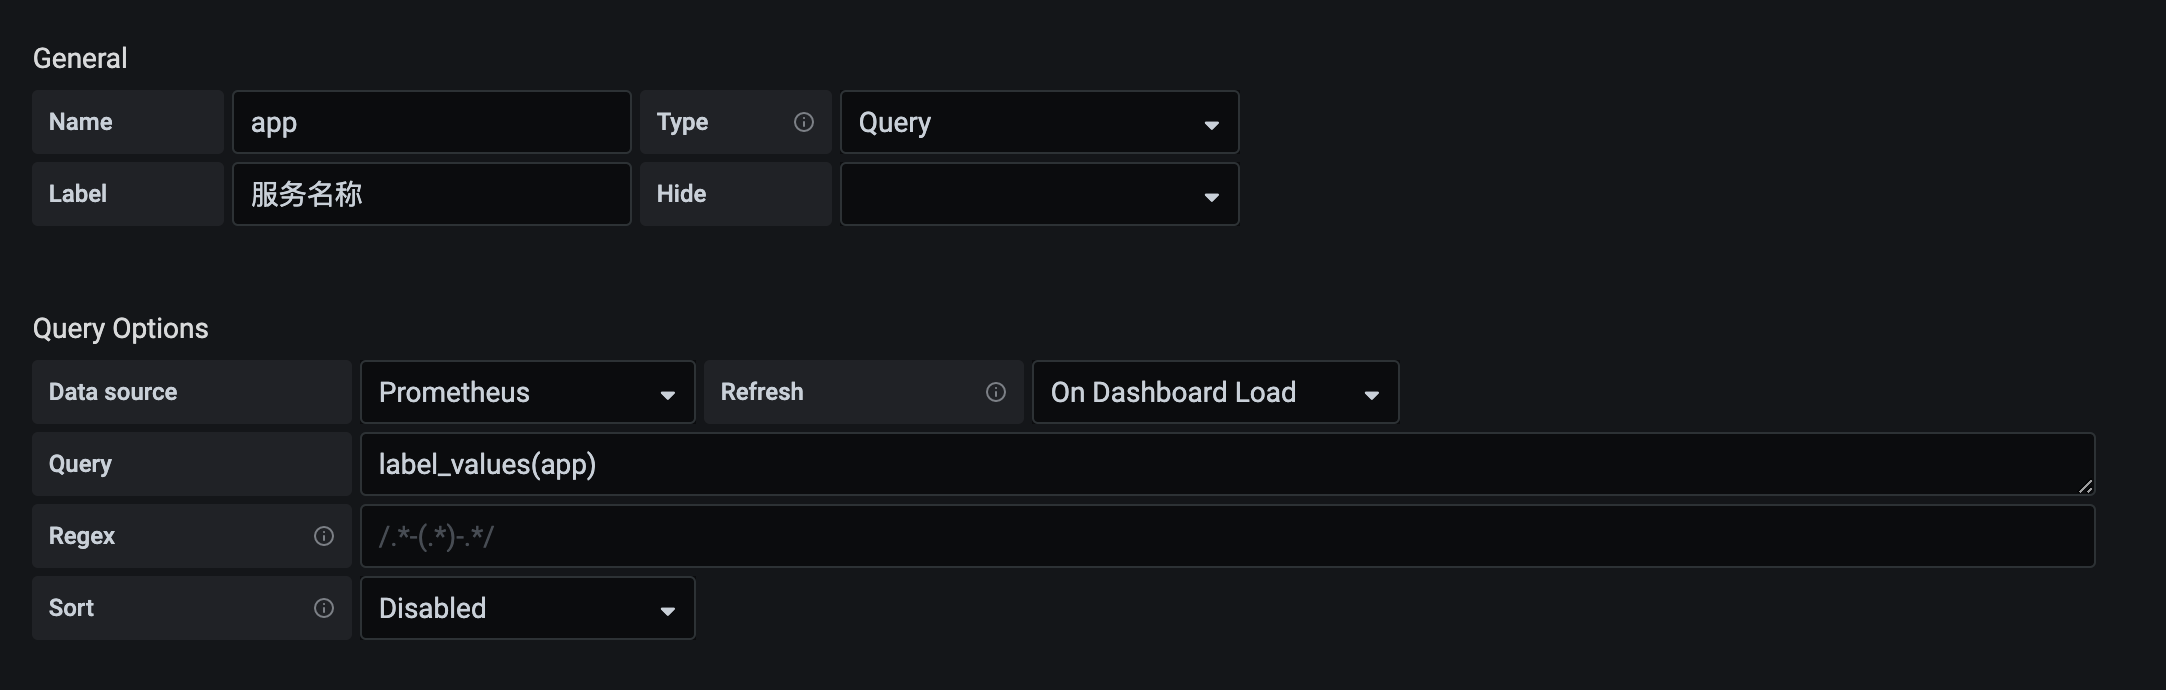 General
Name app Type Query
Label 服务名称 Hide
Query Options
Data source Prometheus Refresh On Dashboard Load
Query label_values(app)
Regex /.*-(.*)-.*/
Sort Disabled